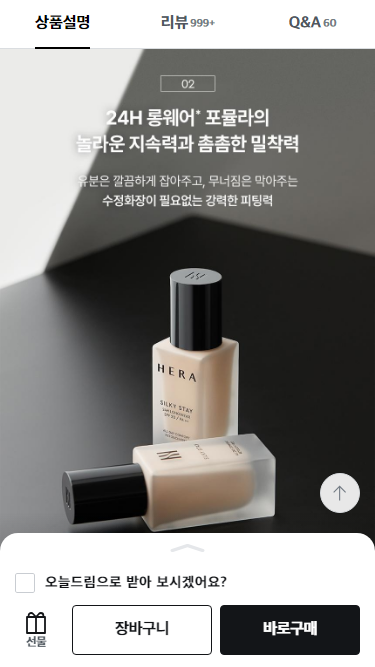 상품설명 리뷰 999+ Q&A 60
02
24H 롱웨어* 포뮬라의
놀라운 지속력과 촘촘한 밀착력
유분은 깔끔하게 잡아주고, 무너짐은 막아주는
수정화장이 필요없는 강력한 피팅력
HERA
SILKY STAY
오늘드림으로 받아 보시겠어요?
선물 장바구니 바로구매